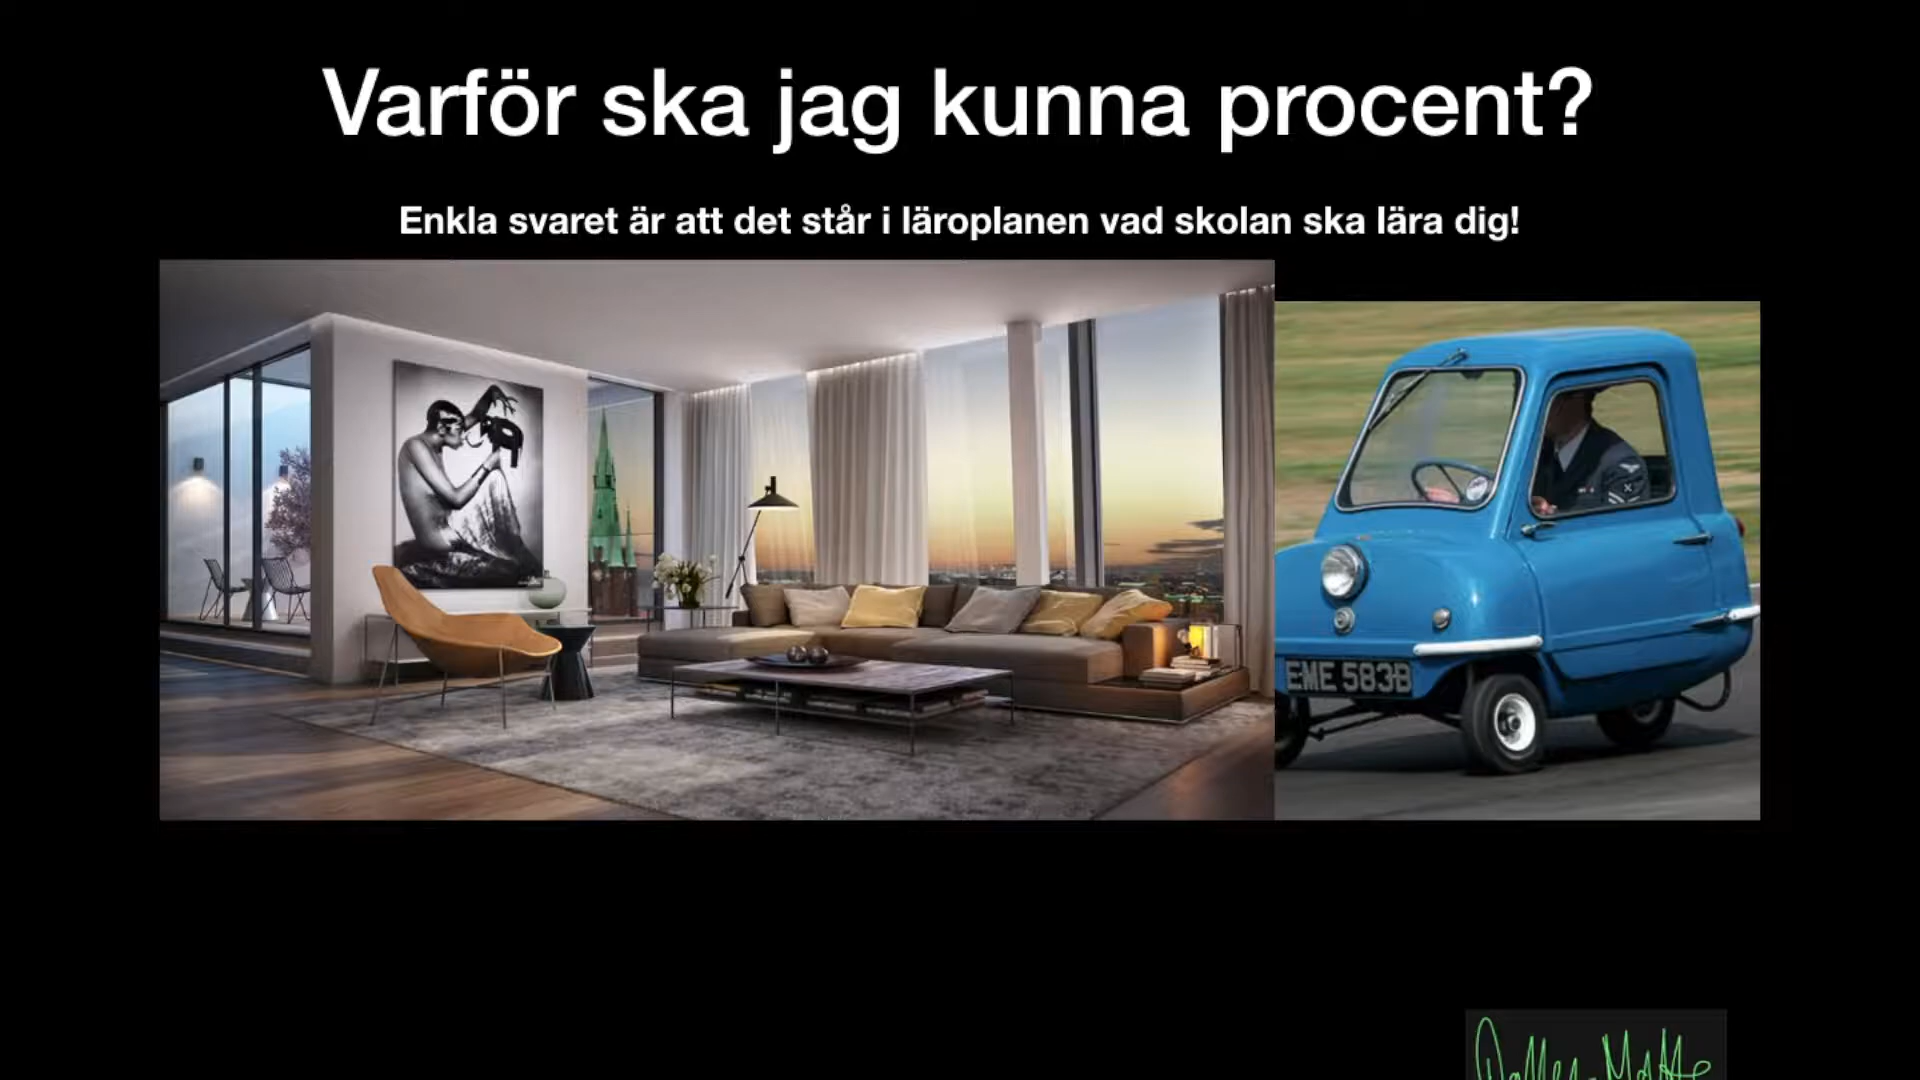 Varför ska jag kunna procent?
Enkla svaret är att det står i läroplanen vad skolan ska lära dig!
EME 583B